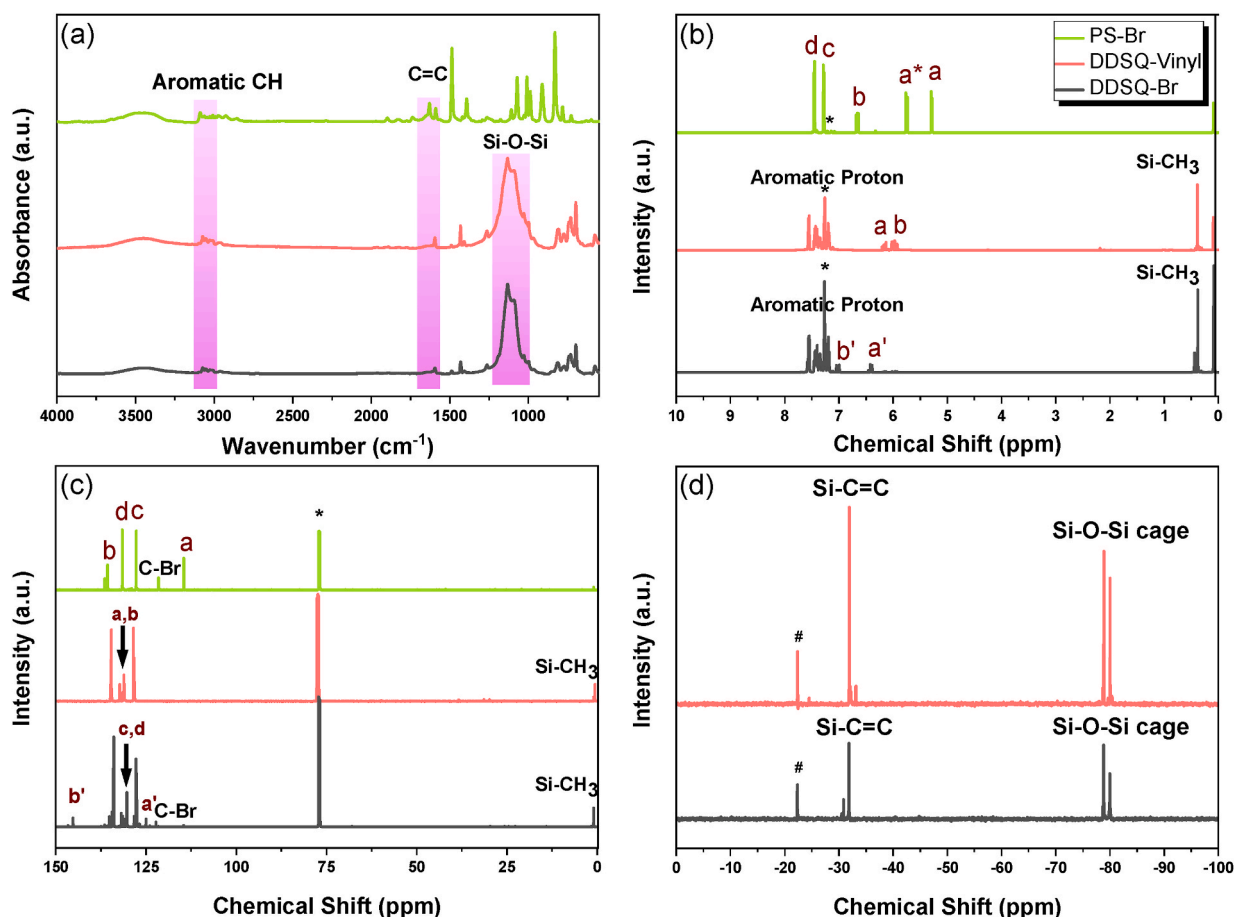 (a)
Aromatic CH
C=C
Si-O-Si
Absorbance (a.u.)
4000 3500 3000 2500 2000 1500 1000
Wavenumber (cm-1)
(b)
PS-Br
DDSQ-Vinyl
DDSQ-Br
d c b a* a
*
Aromatic Proton
*
a b
Si-CH3
Aromatic Proton
*
b' a'
Si-CH3
Intensity (a.u.)
10 9 8 7 6 5 4 3 2 1 0
Chemical Shift (ppm)
(c)
b d c C-Br a *
a,b
Si-CH3
c,d
b' a' C-Br
Si-CH3
Intensity (a.u.)
150 125 100 75 50 25 0
Chemical Shift (ppm)
(d)
Si-C=C
Si-O-Si cage
#
Si-C=C
Si-O-Si cage
#
Intensity (a.u.)
0 -10 -20 -30 -40 -50 -60 -70 -80 -90 -100
Chemical Shift (ppm)